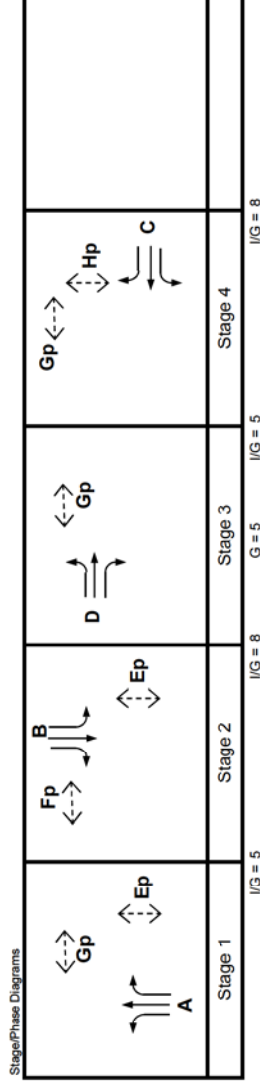 Stage/Phase Diagrams
Gp
Ep
A
B
Fp
Ep
D
Gp
Gp
Hp
C
Stage 1
Stage 2
Stage 3
Stage 4
I/G = 5
I/G = 8
G = 5
I/G = 5
I/G = 8